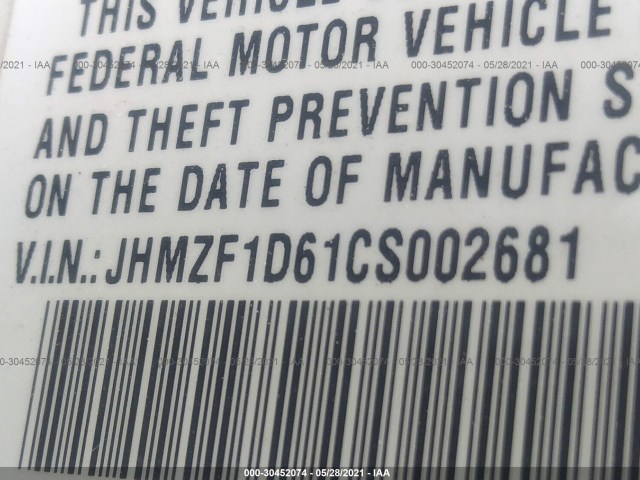 THIS VEHICLE
FEDERAL MOTOR VEHICLE
AND THEFT PREVENTION S
ON THE DATE OF MANUFAC
V.I.N.: JHMZF1D61CS002681
000-30452074 - 05/28/2021 - IAA